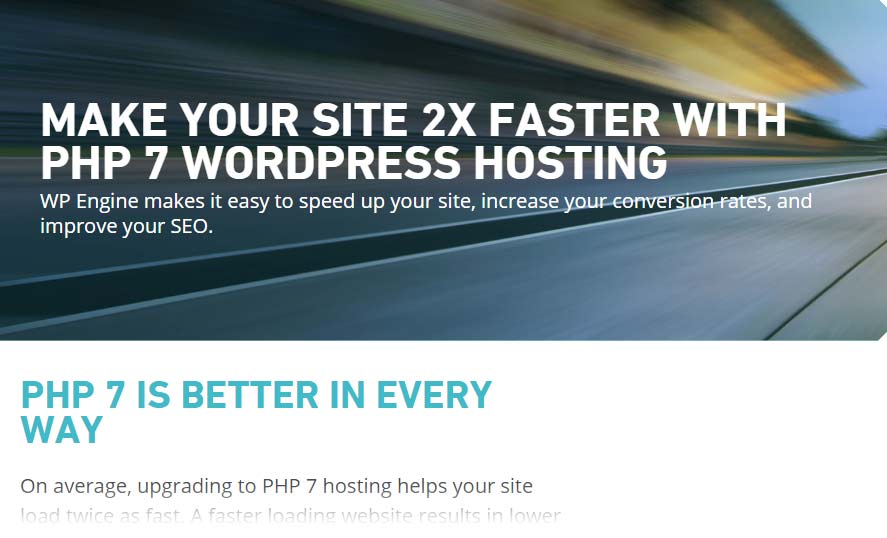 MAKE YOUR SITE 2X FASTER WITH
PHP 7 WORDPRESS HOSTING
WP Engine makes it easy to speed up your site, increase your conversion rates, and
improve your SEO.
PHP 7 IS BETTER IN EVERY
WAY
On average, upgrading to PHP 7 hosting helps your site
load twice as fast. A faster loading website results in lower